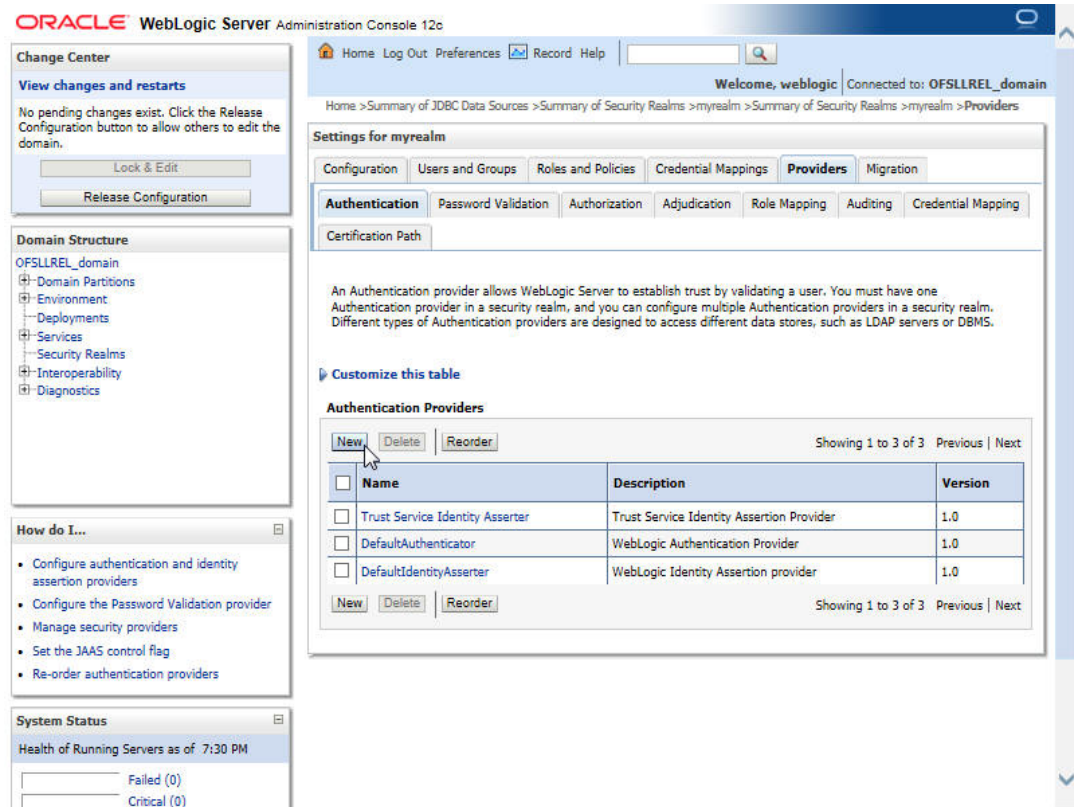 ORACLE WebLogic Server Administration Console 12c
Change Center
View changes and restarts
No pending changes exist. Click the Release
Configuration button to allow others to edit the
domain.
Lock & Edit
Release Configuration
Domain Structure
OFSLLREL_domain
Domain Partitions
Environment
Deployments
Services
Security Realms
Interoperability
Diagnostics
How do I...
• Configure authentication and identity
assertion providers
• Configure the Password Validation provider
• Manage security providers
• Set the JAAS control flag
• Re-order authentication providers
System Status
Health of Running Servers as of 7:30 PM
Failed (0)
Critical (0)
Home Log Out Preferences Record Help
Welcome, weblogic Connected to: OFSLLREL_domain
Home >Summary of JDBC Data Sources >Summary of Security Realms >myrealm >Summary of Security Realms >myrealm >Providers
Settings for myrealm
Configuration Users and Groups Roles and Policies Credential Mappings Providers Migration
Authentication Password Validation Authorization Adjudication Role Mapping Auditing Credential Mapping
Certification Path
An Authentication provider allows WebLogic Server to establish trust by validating a user. You must have one
Authentication provider in a security realm, and you can configure multiple Authentication providers in a security realm.
Different types of Authentication providers are designed to access different data stores, such as LDAP servers or DBMS.
Customize this table
Authentication Providers
New Delete Reorder Showing 1 to 3 of 3 Previous | Next
Name Description Version
Trust Service Identity Asserter Trust Service Identity Assertion Provider 1.0
DefaultAuthenticator WebLogic Authentication Provider 1.0
DefaultIdentityAsserter WebLogic Identity Assertion provider 1.0
New Delete Reorder Showing 1 to 3 of 3 Previous | Next